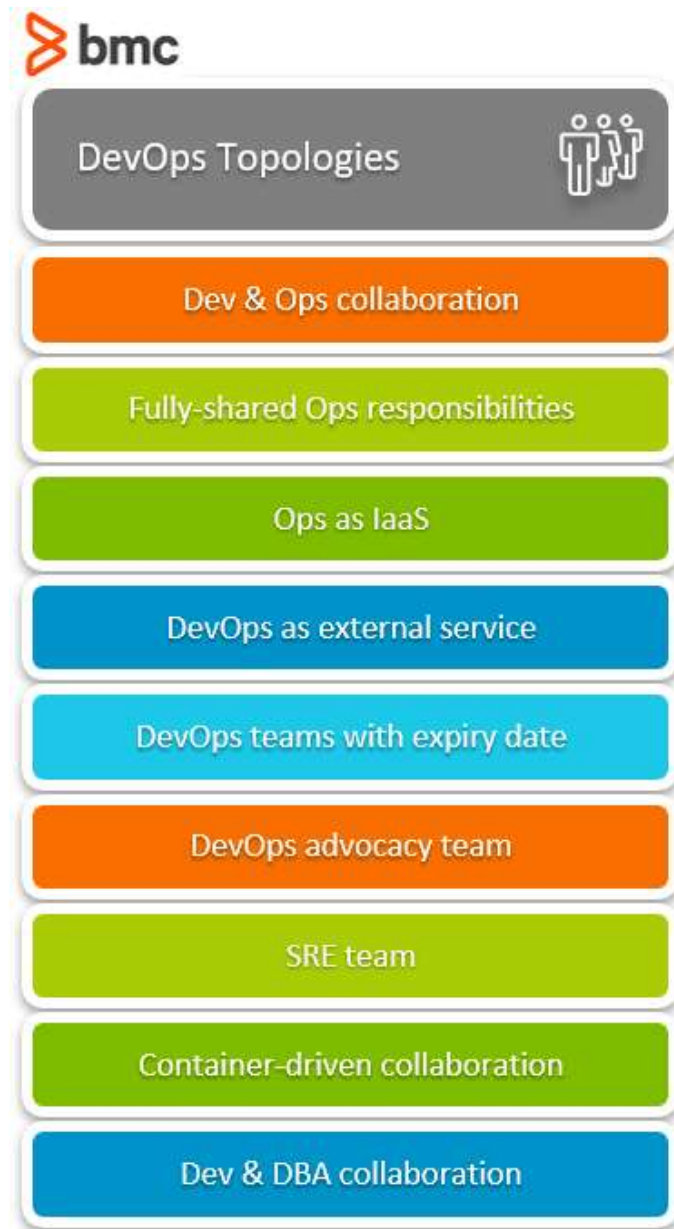 bmc
DevOps Topologies
Dev & Ops collaboration
Fully-shared Ops responsibilities
Ops as IaaS
DevOps as external service
DevOps teams with expiry date
DevOps advocacy team
SRE team
Container-driven collaboration
Dev & DBA collaboration